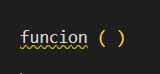 funcion ( )